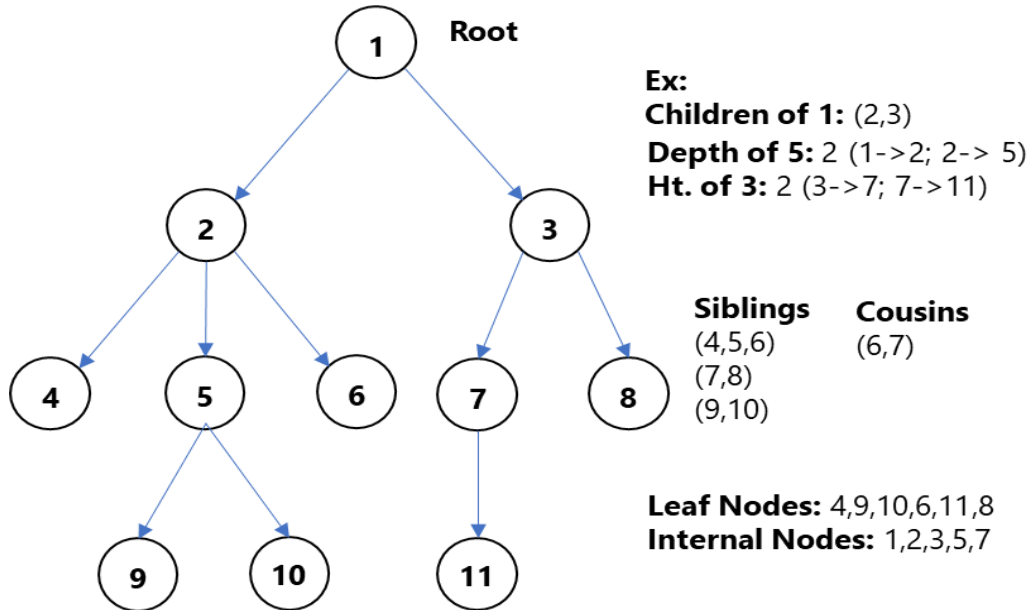 1
Root
Ex:
Children of 1: (2,3)
Depth of 5: 2 (1->2; 2-> 5)
Ht. of 3: 2 (3->7; 7->11)
2
3
Siblings
(4,5,6)
(7,8)
(9,10)
Cousins
(6,7)
4
5
6
7
8
Leaf Nodes: 4,9,10,6,11,8
Internal Nodes: 1,2,3,5,7
9
10
11